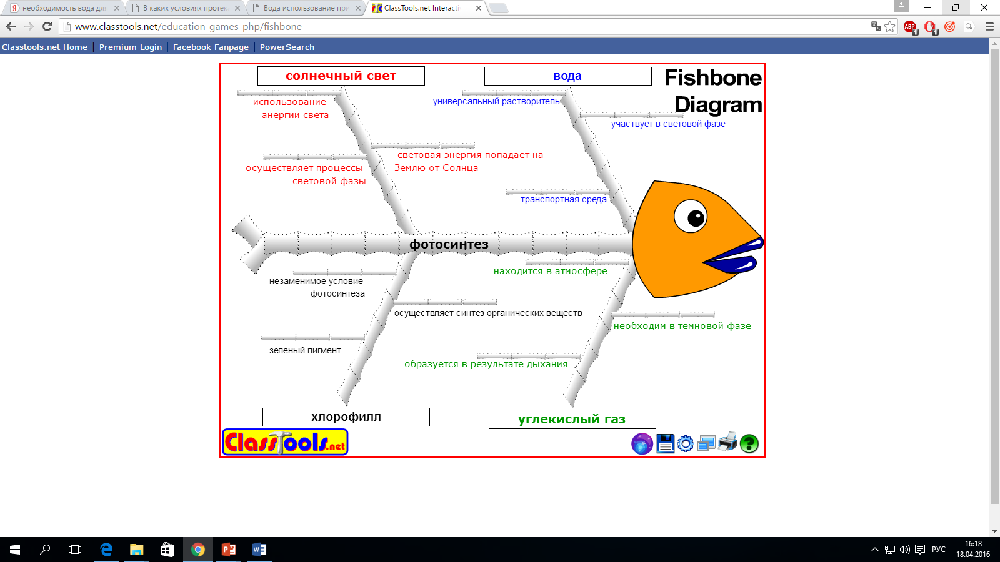 необходимость вода для
В каких условиях протека
Вода использование при
ClassTools.net Interacti
www.classtools.net/education-games-php/fishbone
Classtools.net Home | Premium Login | Facebook Fanpage | PowerSearch
солнечный свет
вода
Fishbone
Diagram
использование
анергии света
универсальный растворитель
участвует в световой фазе
световая энергия попадает на
Землю от Солнца
осуществляет процессы
световой фазы
транспортная среда
фотосинтез
находится в атмосфере
незаменимое условие
фотосинтеза
осуществляет синтез органических веществ
необходим в темновой фазе
зеленый пигмент
образуется в результате дыхания
хлорофилл
углекислый газ
ClassTools.net
РУС
16:18
18.04.2016